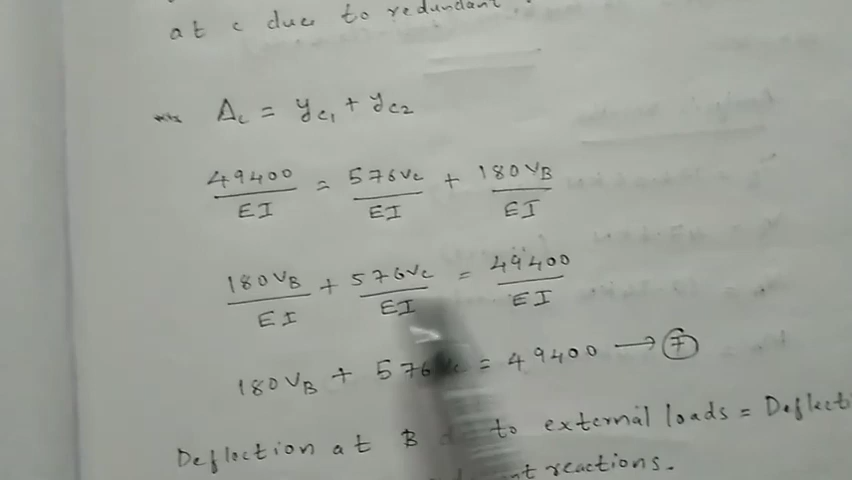 at c due to redundant
Δc = yc1 + yc2
49400/EI = 576Vc/EI + 180VB/EI
180VB/EI + 576Vc/EI = 49400/EI
180VB + 576 = 49400 → 7
Deflection at B to external loads = Deflecti
reactions.